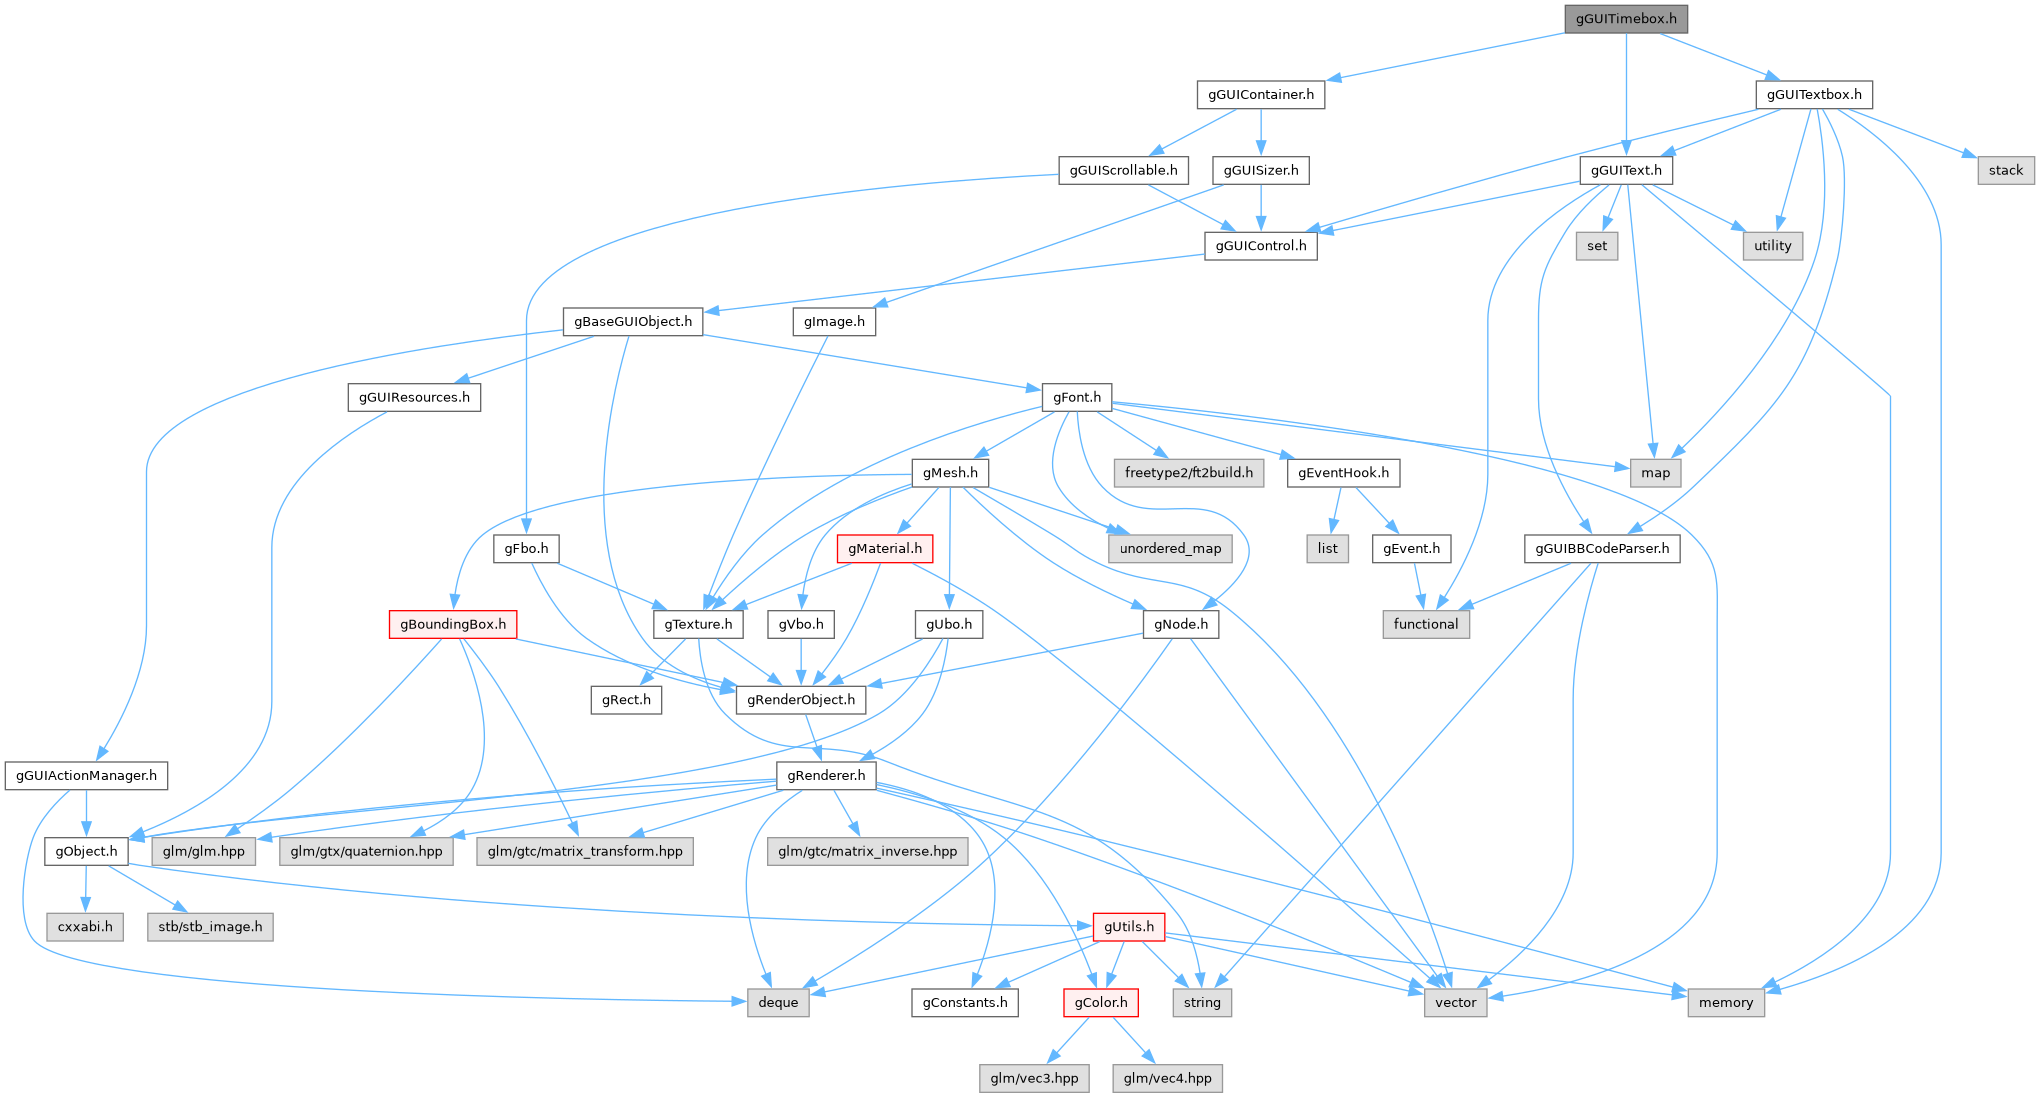 gGUITimebox.h
gGUIContainer.h
gGUITextbox.h
gGUIScrollable.h
gGUISizer.h
gGUIText.h
stack
gGUIControl.h
set
utility
gBaseGUIObject.h
gImage.h
gGUIResources.h
gFont.h
gMesh.h
freetype2/ft2build.h
gEventHook.h
map
gFbo.h
gMaterial.h
unordered_map
list
gEvent.h
gGUIBBCodeParser.h
gBoundingBox.h
gTexture.h
gVbo.h
gUbo.h
gNode.h
functional
gRect.h
gRenderObject.h
gGUIActionManager.h
gRenderer.h
gObject.h
glm/glm.hpp
glm/gtx/quaternion.hpp
glm/gtc/matrix_transform.hpp
glm/gtc/matrix_inverse.hpp
cxxabi.h
stb/stb_image.h
gUtils.h
deque
gConstants.h
gColor.h
string
vector
memory
glm/vec3.hpp
glm/vec4.hpp